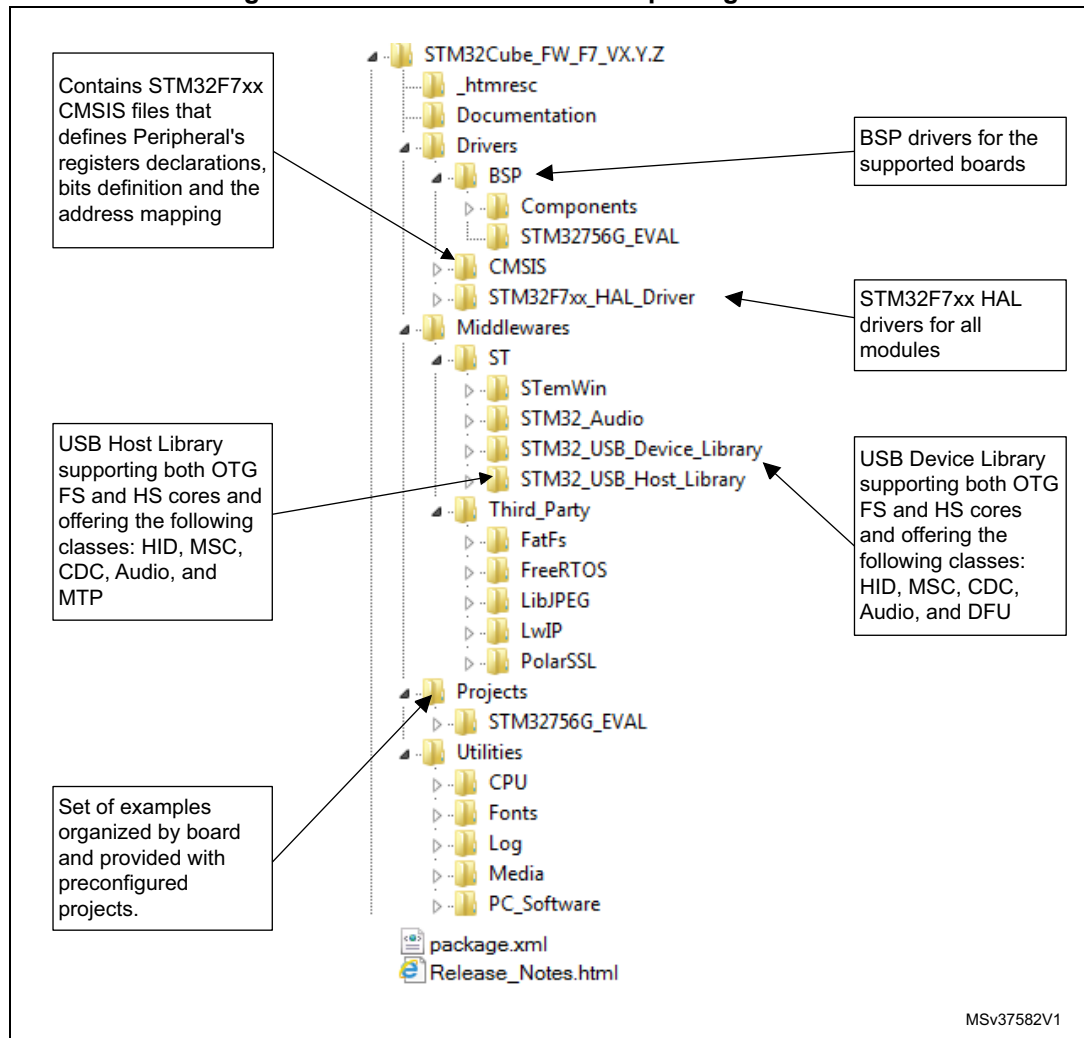 STM32Cube_FW_F7_VX.Y.Z
_htmresc
Documentation
Drivers
BSP
Components
STM32756G_EVAL
CMSIS
STM32F7xx_HAL_Driver
Middlewares
ST
STemWin
STM32_Audio
STM32_USB_Device_Library
STM32_USB_Host_Library
Third_Party
FatFs
FreeRTOS
LibJPEG
LwIP
PolarSSL
Projects
STM32756G_EVAL
Utilities
CPU
Fonts
Log
Media
PC_Software
package.xml
Release_Notes.html
Contains STM32F7xx
CMSIS files that
defines Peripheral's
registers declarations,
bits definition and the
address mapping
BSP drivers for the
supported boards
STM32F7xx HAL
drivers for all
modules
USB Host Library
supporting both OTG
FS and HS cores and
offering the following
classes: HID, MSC,
CDC, Audio, and
MTP
USB Device Library
supporting both OTG
FS and HS cores
and offering the
following classes:
HID, MSC, CDC,
Audio, and DFU
Set of examples
organized by board
and provided with
preconfigured
projects.
MSv37582V1